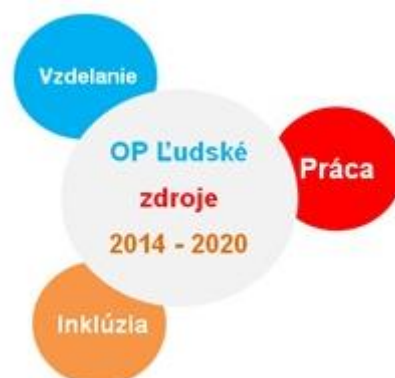 Vzdelanie
OP Ľudské
zdroje
2014 - 2020
Práca
Inklúzia